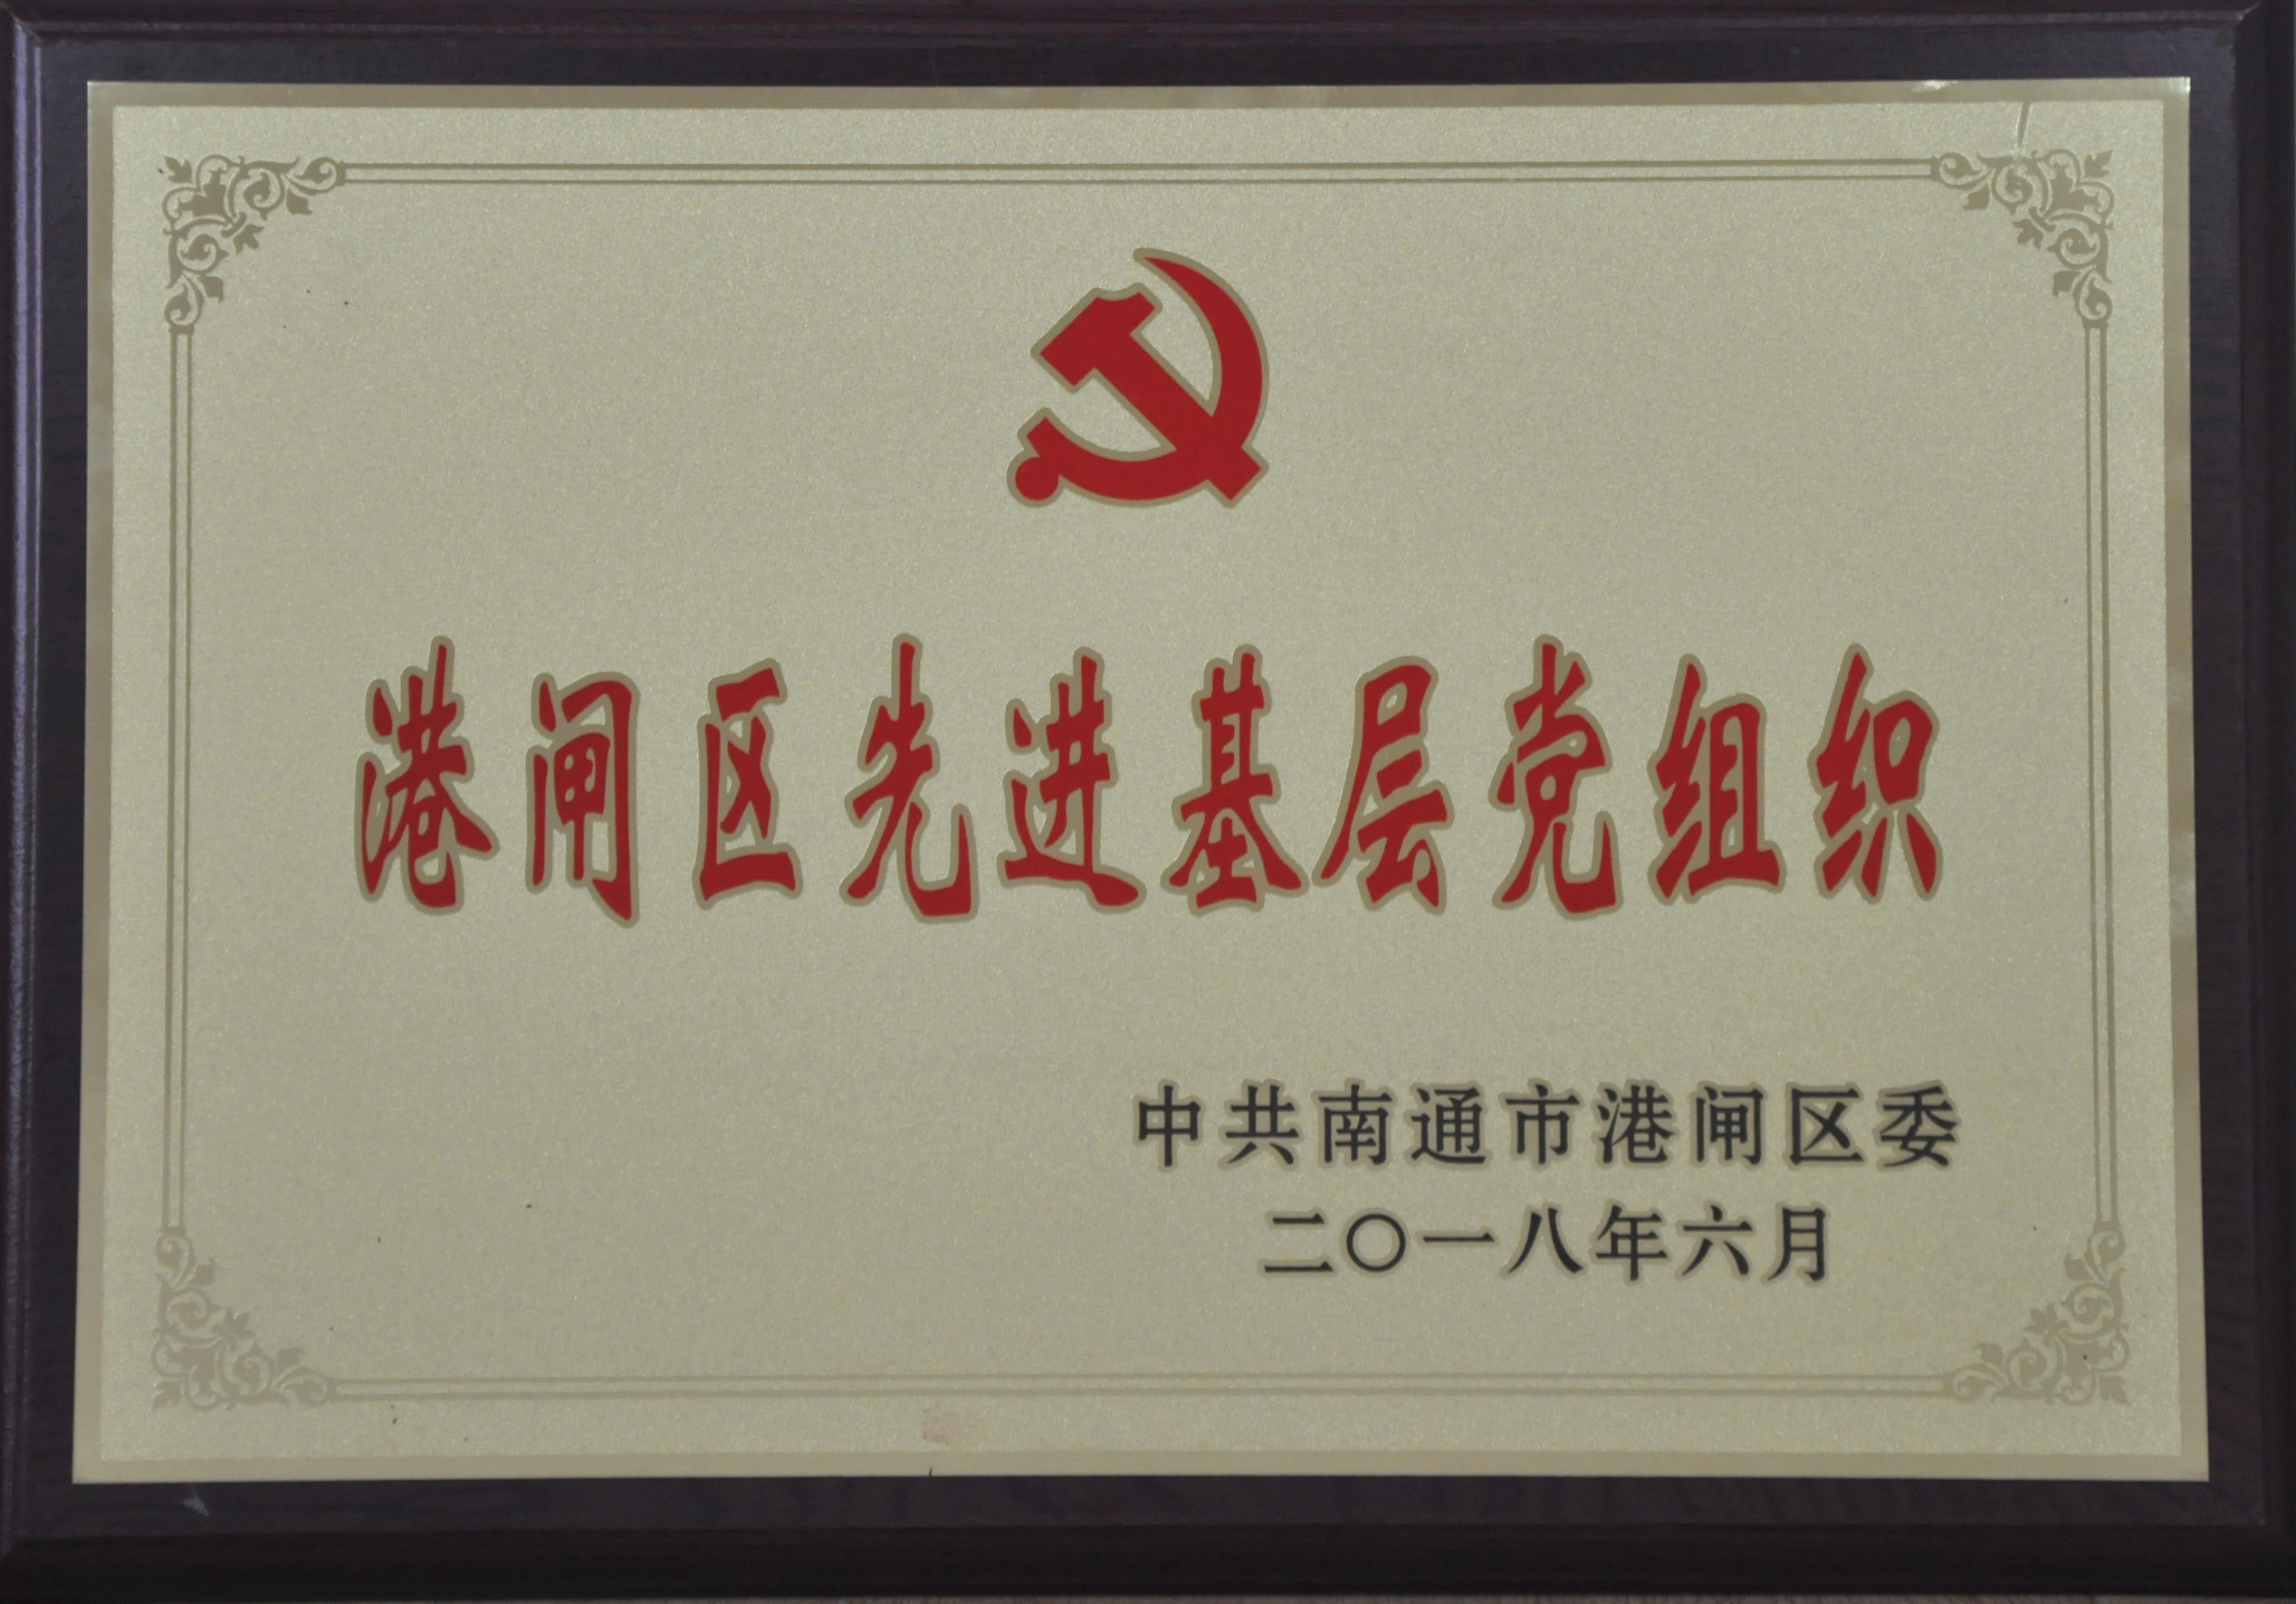 港闸区先进基层党组织
中共南通市港闸区委
二〇一八年六月